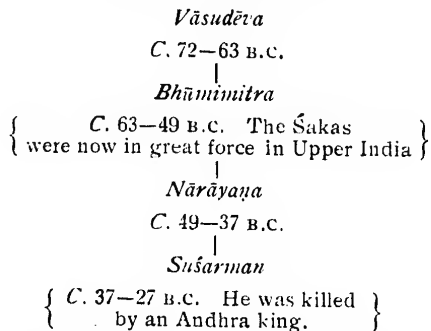 Vāsudēva
C. 72—63 B.C.
Bhūmimitra
C. 63—49 B.C. The Śakas
were now in great force in Upper India
Nārāyaṇa
C. 49—37 B.C.
Suśarman
C. 37—27 B.C. He was killed
by an Andhra king.